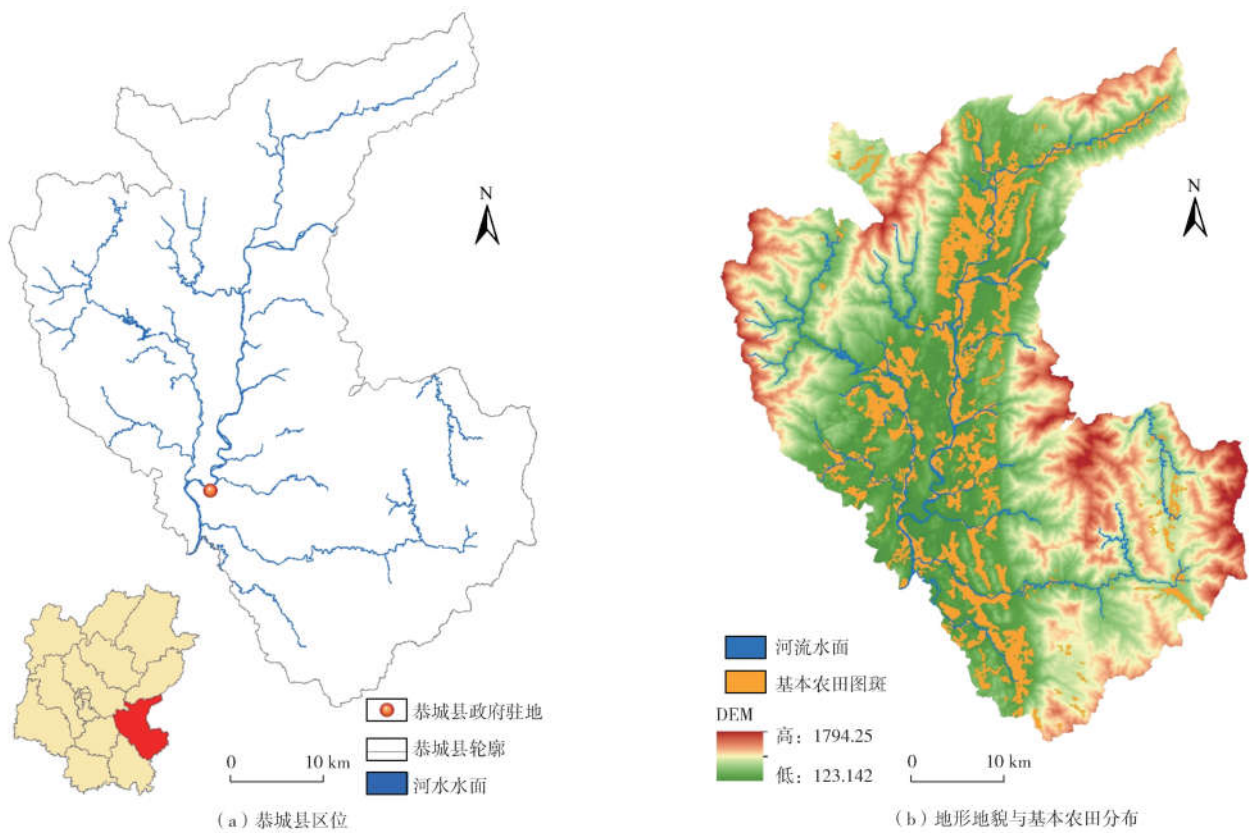 N
恭城县政府驻地
恭城县轮廓
河水水面
0 10 km
(a)恭城县区位
N
河流水面
基本农田图斑
DEM
高:1794.25
低:123.142
0 10 km
(b)地形地貌与基本农田分布